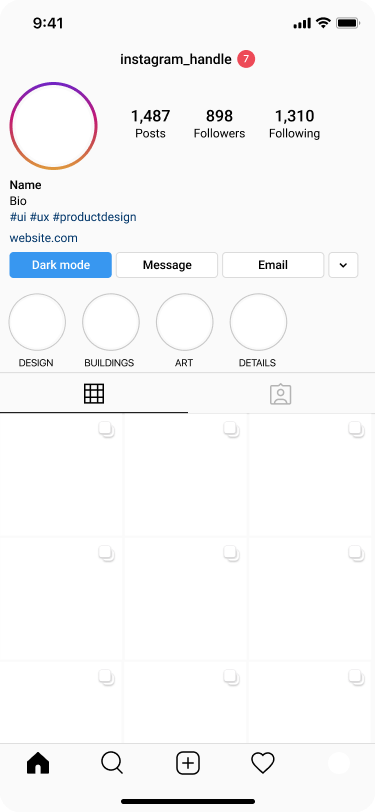 9:41
instagram_handle 7
1,487 898 1,310
Posts Followers Following
Name
Bio
#ui #ux #productdesign
website.com
Dark mode Message Email
DESIGN BUILDINGS ART DETAILS